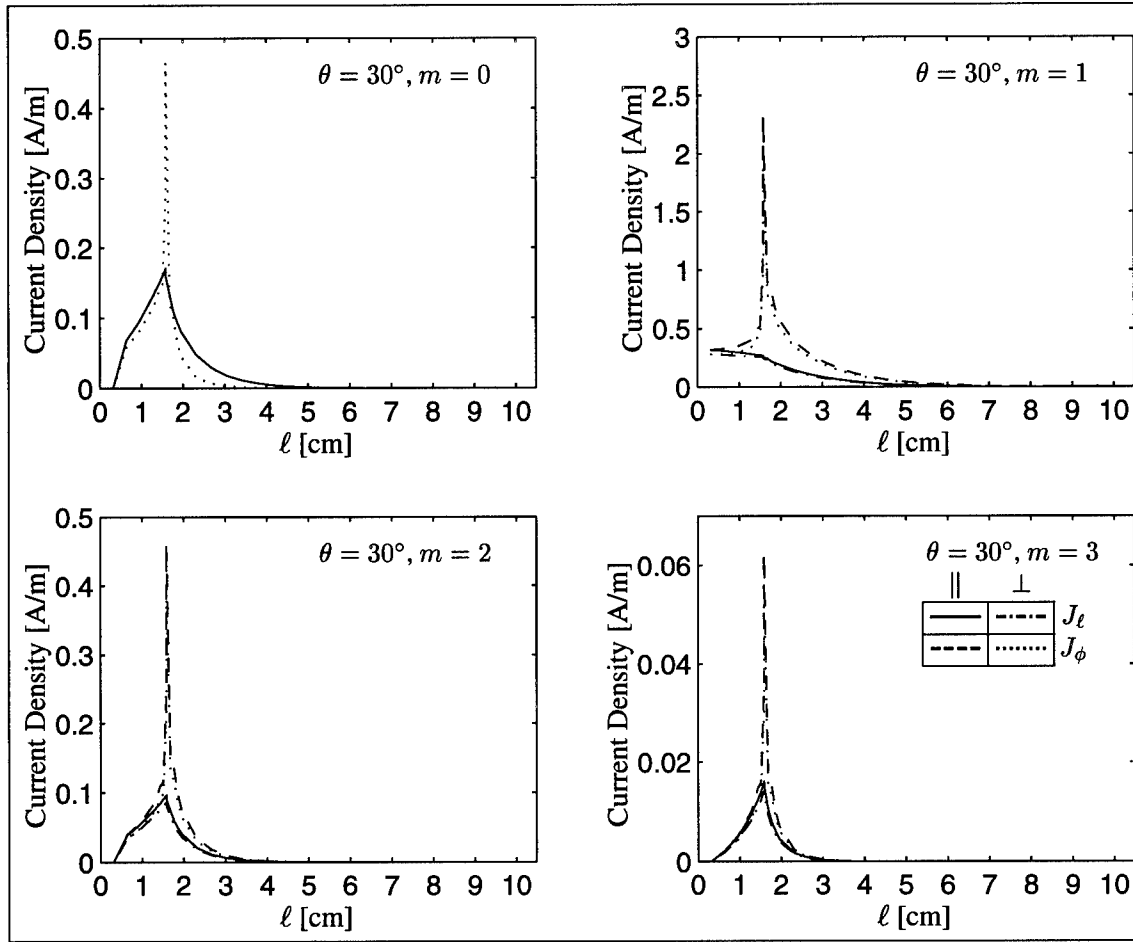 θ = 30°, m = 0
Current Density [A/m]
0.5
0.4
0.3
0.2
0.1
0
0 1 2 3 4 5 6 7 8 9 10
ℓ [cm]
θ = 30°, m = 1
Current Density [A/m]
3
2.5
2
1.5
1
0.5
0
0 1 2 3 4 5 6 7 8 9 10
ℓ [cm]
θ = 30°, m = 2
Current Density [A/m]
0.5
0.4
0.3
0.2
0.1
0
0 1 2 3 4 5 6 7 8 9 10
ℓ [cm]
θ = 30°, m = 3
|| ⊥
J_ℓ
J_ϕ
Current Density [A/m]
0.06
0.04
0.02
0
0 1 2 3 4 5 6 7 8 9 10
ℓ [cm]